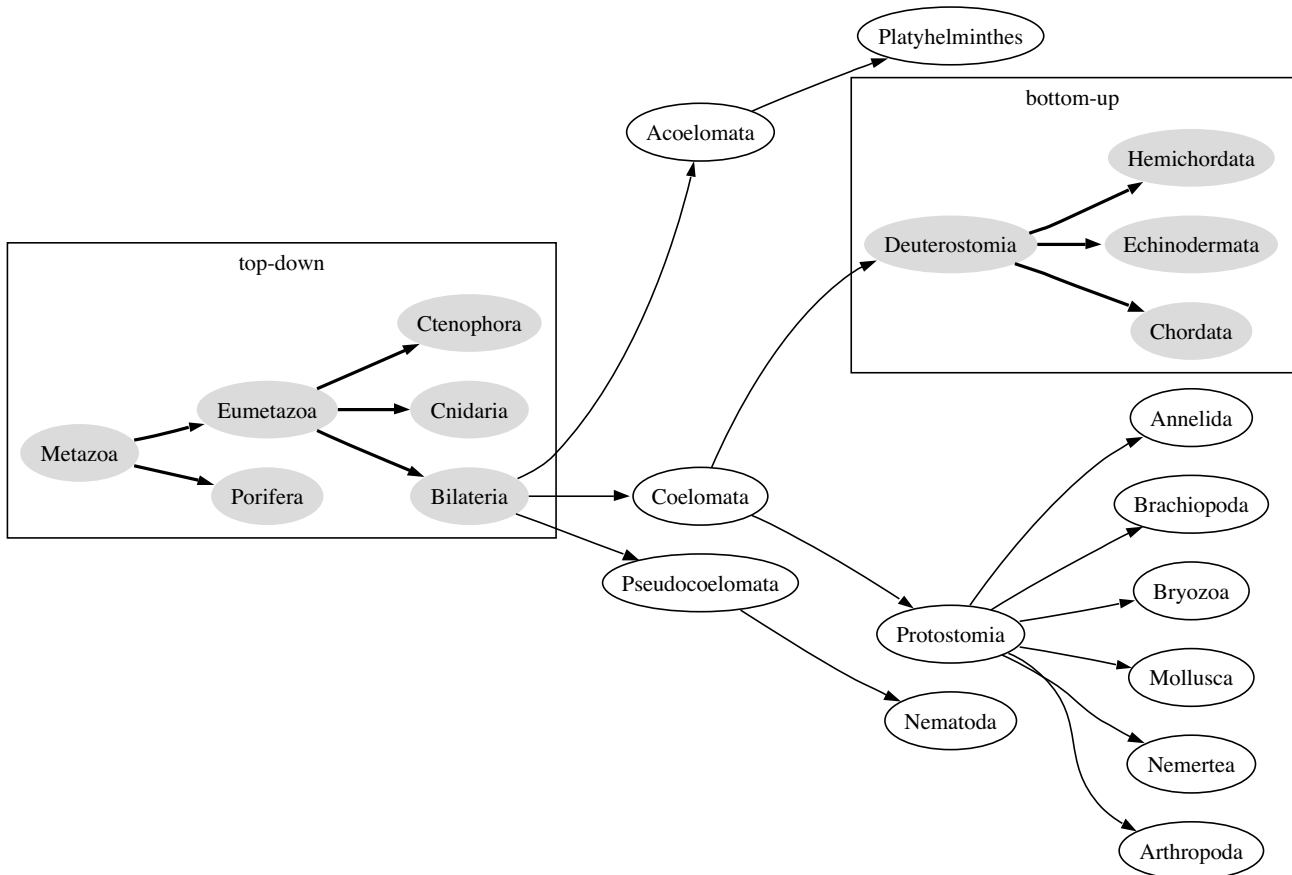 Platyhelminthes
bottom-up
Acoelomata
Hemichordata
Deuterostomia
Echinodermata
Chordata
top-down
Ctenophora
Eumetazoa
Cnidaria
Metazoa
Porifera
Bilateria
Coelomata
Pseudocoelomata
Annelida
Brachiopoda
Bryozoa
Protostomia
Mollusca
Nematoda
Nemertea
Arthropoda